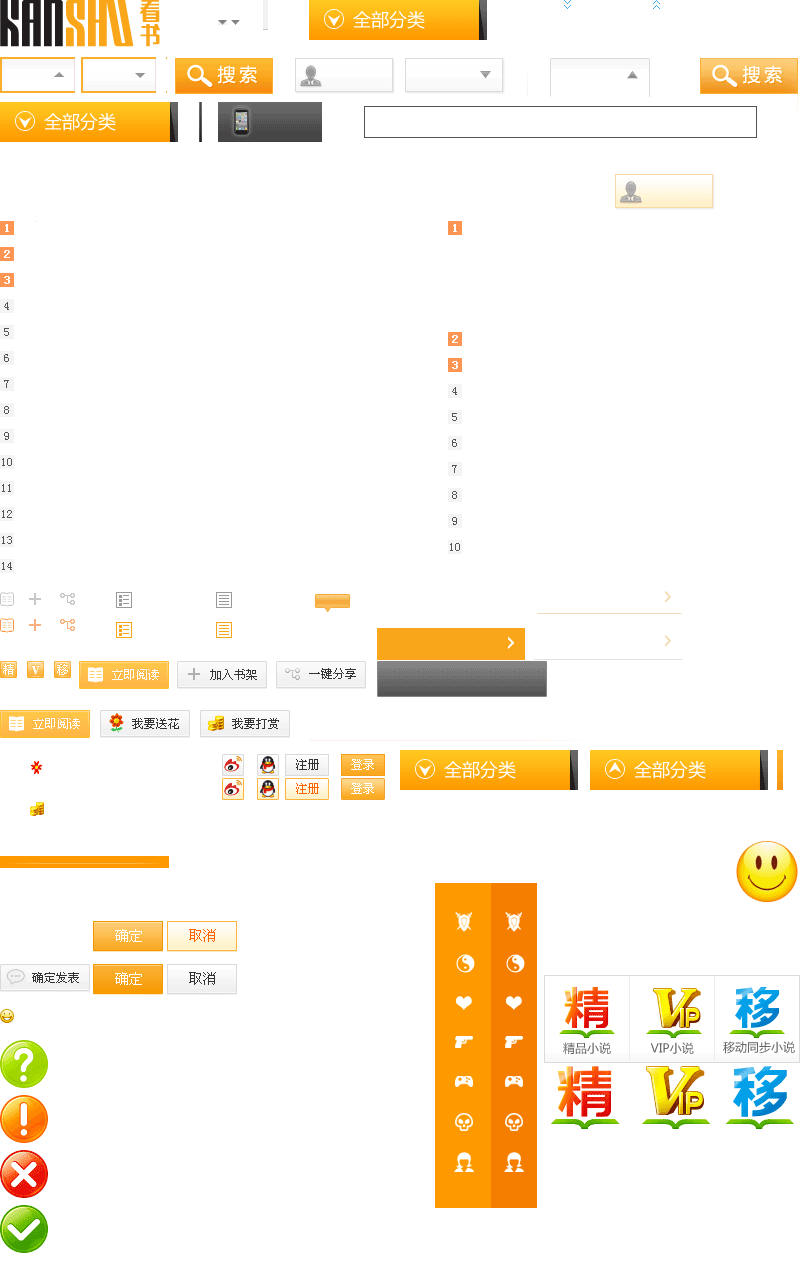 KANSHU 看书
全部分类
搜索
搜索
全部分类
1
1
2
3
4
5
6
7
8
9
10
11
12
13
14
2
3
4
5
6
7
8
9
10
精 V 移 立即阅读 加入书架 一键分享
立即阅读 我要送花 我要打赏
注册 登录
全部分类 全部分类
注册 登录
确定 取消
确定发表 确定 取消
精 VIP 移
精品小说 VIP小说 移动同步小说
精 VIP 移